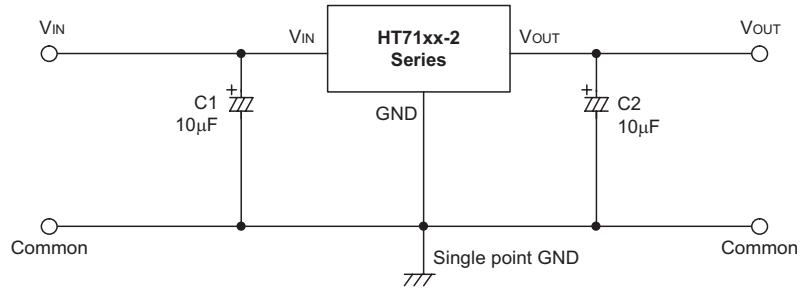 VIN
VIN
HT71xx-2
Series
VOUT
VOUT
+
C1
10μF
GND
+
C2
10μF
Common
Single point GND
Common